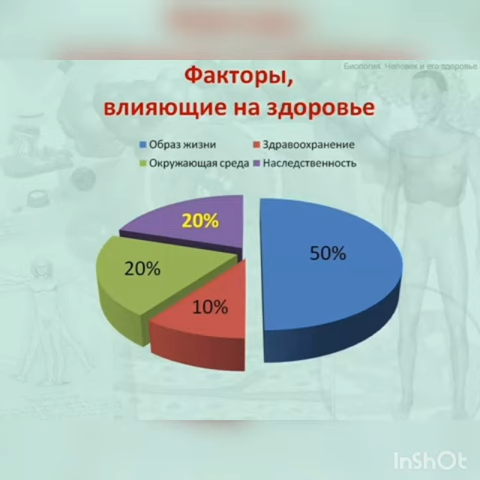 Биология. Человек и его здоровье
Факторы,
влияющие на здоровье
Образ жизни Здравоохранение
Окружающая среда Наследственность
20%
50%
20%
10%
InShOt